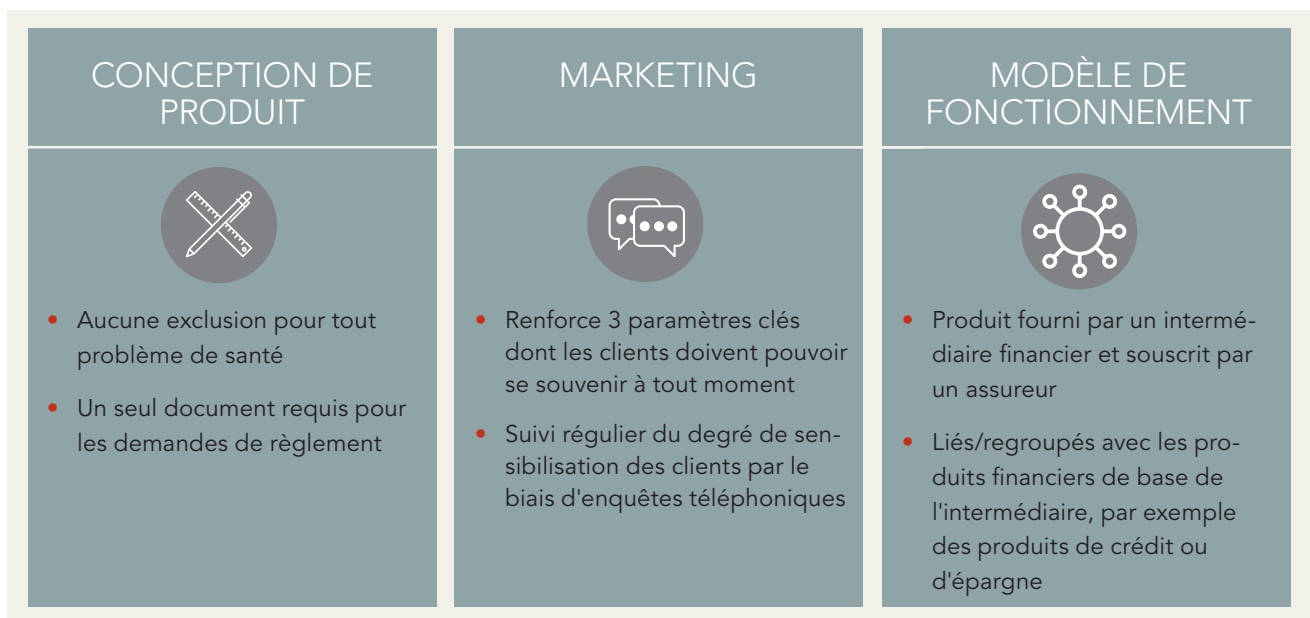 CONCEPTION DE
PRODUIT
• Aucune exclusion pour tout
problème de santé
• Un seul document requis pour
les demandes de règlement
MARKETING
• Renforce 3 paramètres clés
dont les clients doivent pouvoir
se souvenir à tout moment
• Suivi régulier du degré de sen-
sibilisation des clients par le
biais d'enquêtes téléphoniques
MODÈLE DE
FONCTIONNEMENT
• Produit fourni par un intermé-
diaire financier et souscrit par
un assureur
• Liés/regroupés avec les pro-
duits financiers de base de
l'intermédiaire, par exemple
des produits de crédit ou
d'épargne